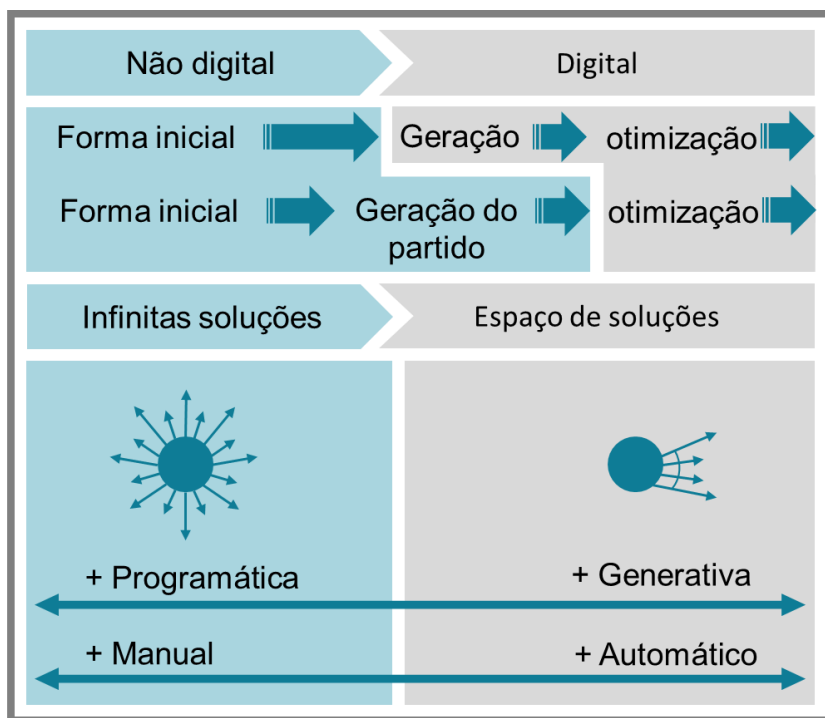 Não digital
Digital
Forma inicial
Geração
otimização
Forma inicial
Geração do
partido
otimização
Infinitas soluções
Espaço de soluções
+ Programática
+ Generativa
+ Manual
+ Automático